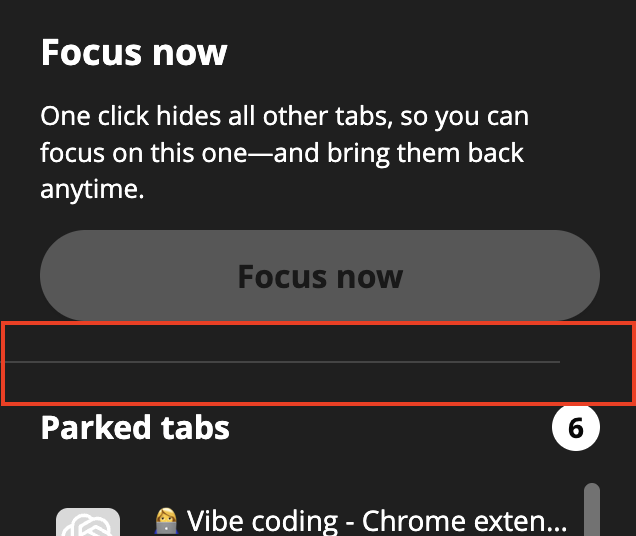 Focus now
One click hides all other tabs, so you can
focus on this one—and bring them back
anytime.
Focus now
Parked tabs
6
👩‍💻 Vibe coding - Chrome exten...